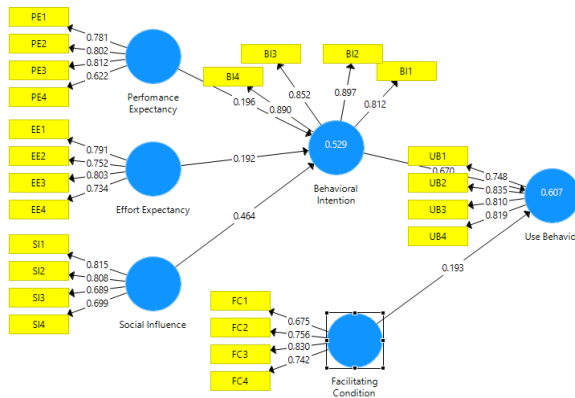 PE1
0.781
PE2
0.802
PE3
0.812
PE4
0.622
Perfomance
Expectancy
EE1
0.791
EE2
0.752
EE3
0.803
EE4
0.734
Effort Expectancy
SI1
0.815
SI2
0.808
SI3
0.689
SI4
0.699
Social Influence
BI3
BI2
BI4
BI1
0.852
0.897
0.890
0.812
0.196
0.192
0.464
0.529
Behavioral
Intention
0.670
UB1
0.748
UB2
0.835
UB3
0.810
UB4
0.819
0.607
Use Behavio
0.193
FC1
0.675
FC2
0.756
FC3
0.830
FC4
0.742
Facilitating
Condition